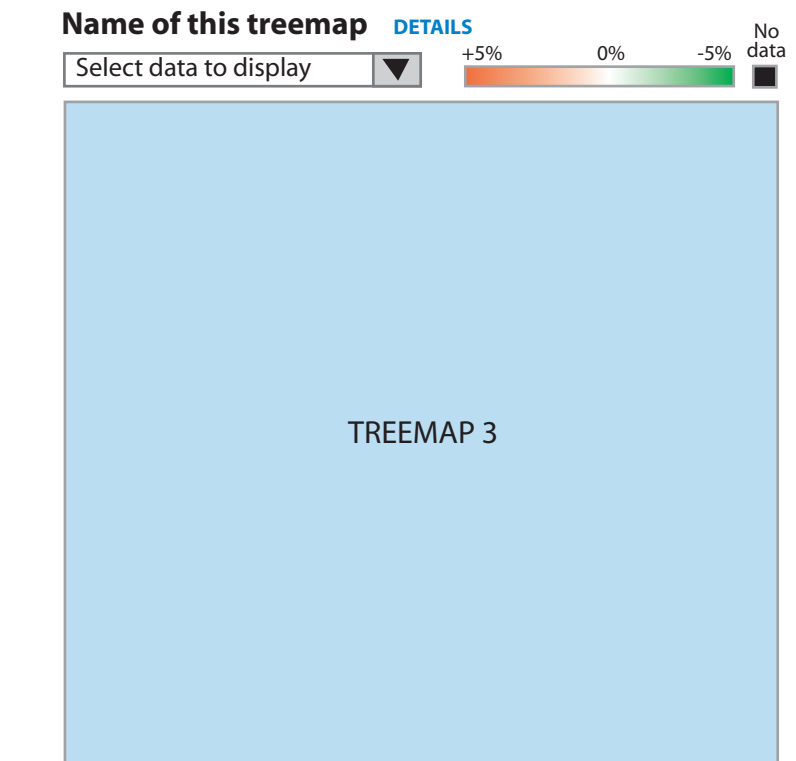 Name of this treemap DETAILS
Select data to display
+5% 0% -5%
No
data
TREEMAP 3